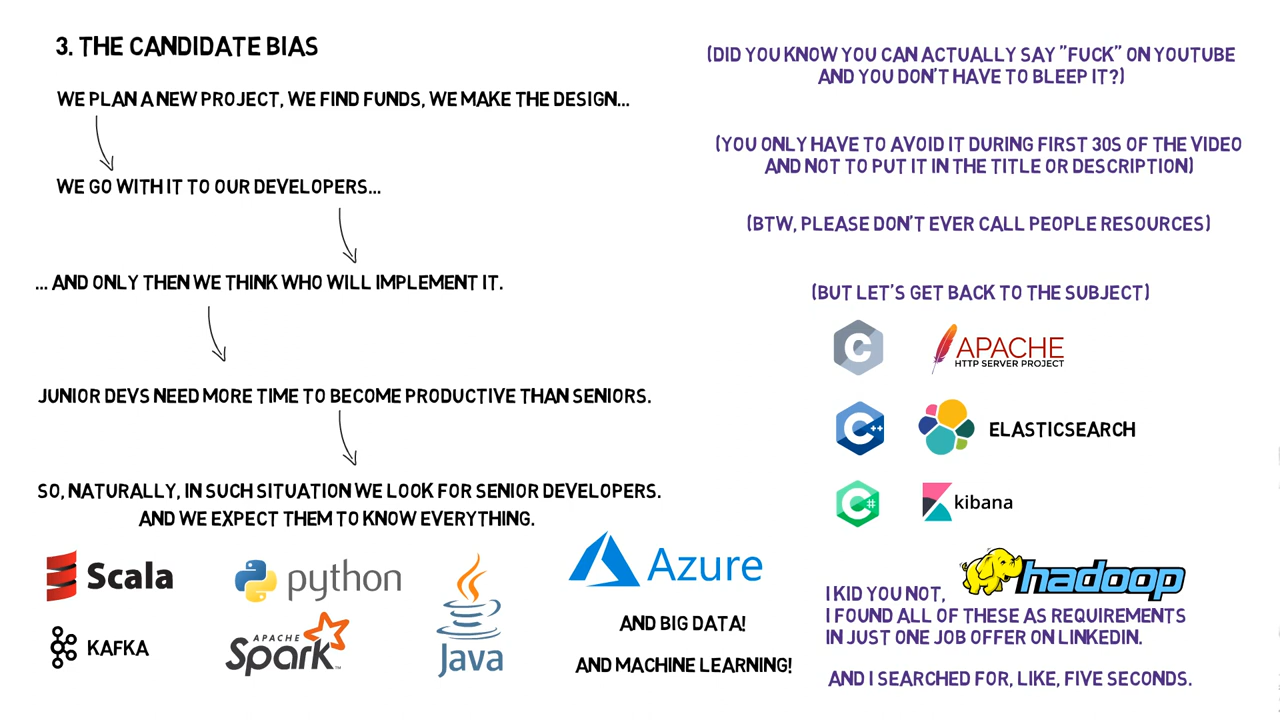 3. THE CANDIDATE BIAS
WE PLAN A NEW PROJECT, WE FIND FUNDS, WE MAKE THE DESIGN...
WE GO WITH IT TO OUR DEVELOPERS...
... AND ONLY THEN WE THINK WHO WILL IMPLEMENT IT.
JUNIOR DEVS NEED MORE TIME TO BECOME PRODUCTIVE THAN SENIORS.
SO, NATURALLY, IN SUCH SITUATION WE LOOK FOR SENIOR DEVELOPERS.
AND WE EXPECT THEM TO KNOW EVERYTHING.
Scala
python
Java
KAFKA
APACHE
Spark™
Azure
AND BIG DATA!
AND MACHINE LEARNING!
(DID YOU KNOW YOU CAN ACTUALLY SAY "FUCK" ON YOUTUBE
AND YOU DON'T HAVE TO BLEEP IT?)
(YOU ONLY HAVE TO AVOID IT DURING FIRST 30S OF THE VIDEO
AND NOT TO PUT IT IN THE TITLE OR DESCRIPTION)
(BTW, PLEASE DON'T EVER CALL PEOPLE RESOURCES)
(BUT LET'S GET BACK TO THE SUBJECT)
C
APACHE
HTTP SERVER PROJECT
C++
ELASTICSEARCH
C#
kibana
hadoop
I KID YOU NOT,
I FOUND ALL OF THESE AS REQUIREMENTS
IN JUST ONE JOB OFFER ON LINKEDIN.
AND I SEARCHED FOR, LIKE, FIVE SECONDS.